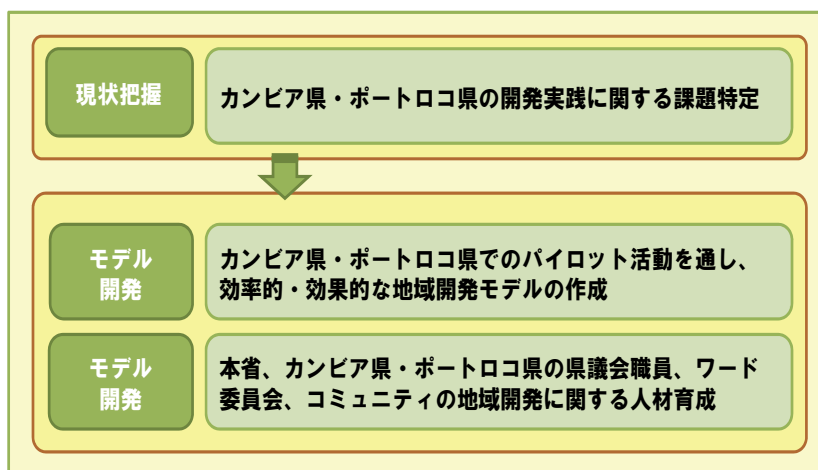 現状把握
カンビア県・ポートロコ県の開発実践に関する課題特定
モデル
開発
カンビア県・ポートロコ県でのパイロット活動を通し、
効率的・効果的な地域開発モデルの作成
モデル
開発
本省、カンビア県・ポートロコ県の県議会職員、ワード
委員会、コミュニティの地域開発に関する人材育成